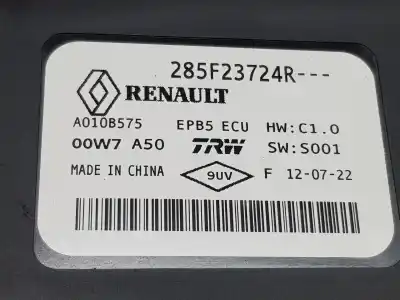 285F23724R---
RENAULT
A010B575 EPB5 ECU HW:C1.0
00W7 A50 TRW SW:S001
MADE IN CHINA 9UV F 12-07-22